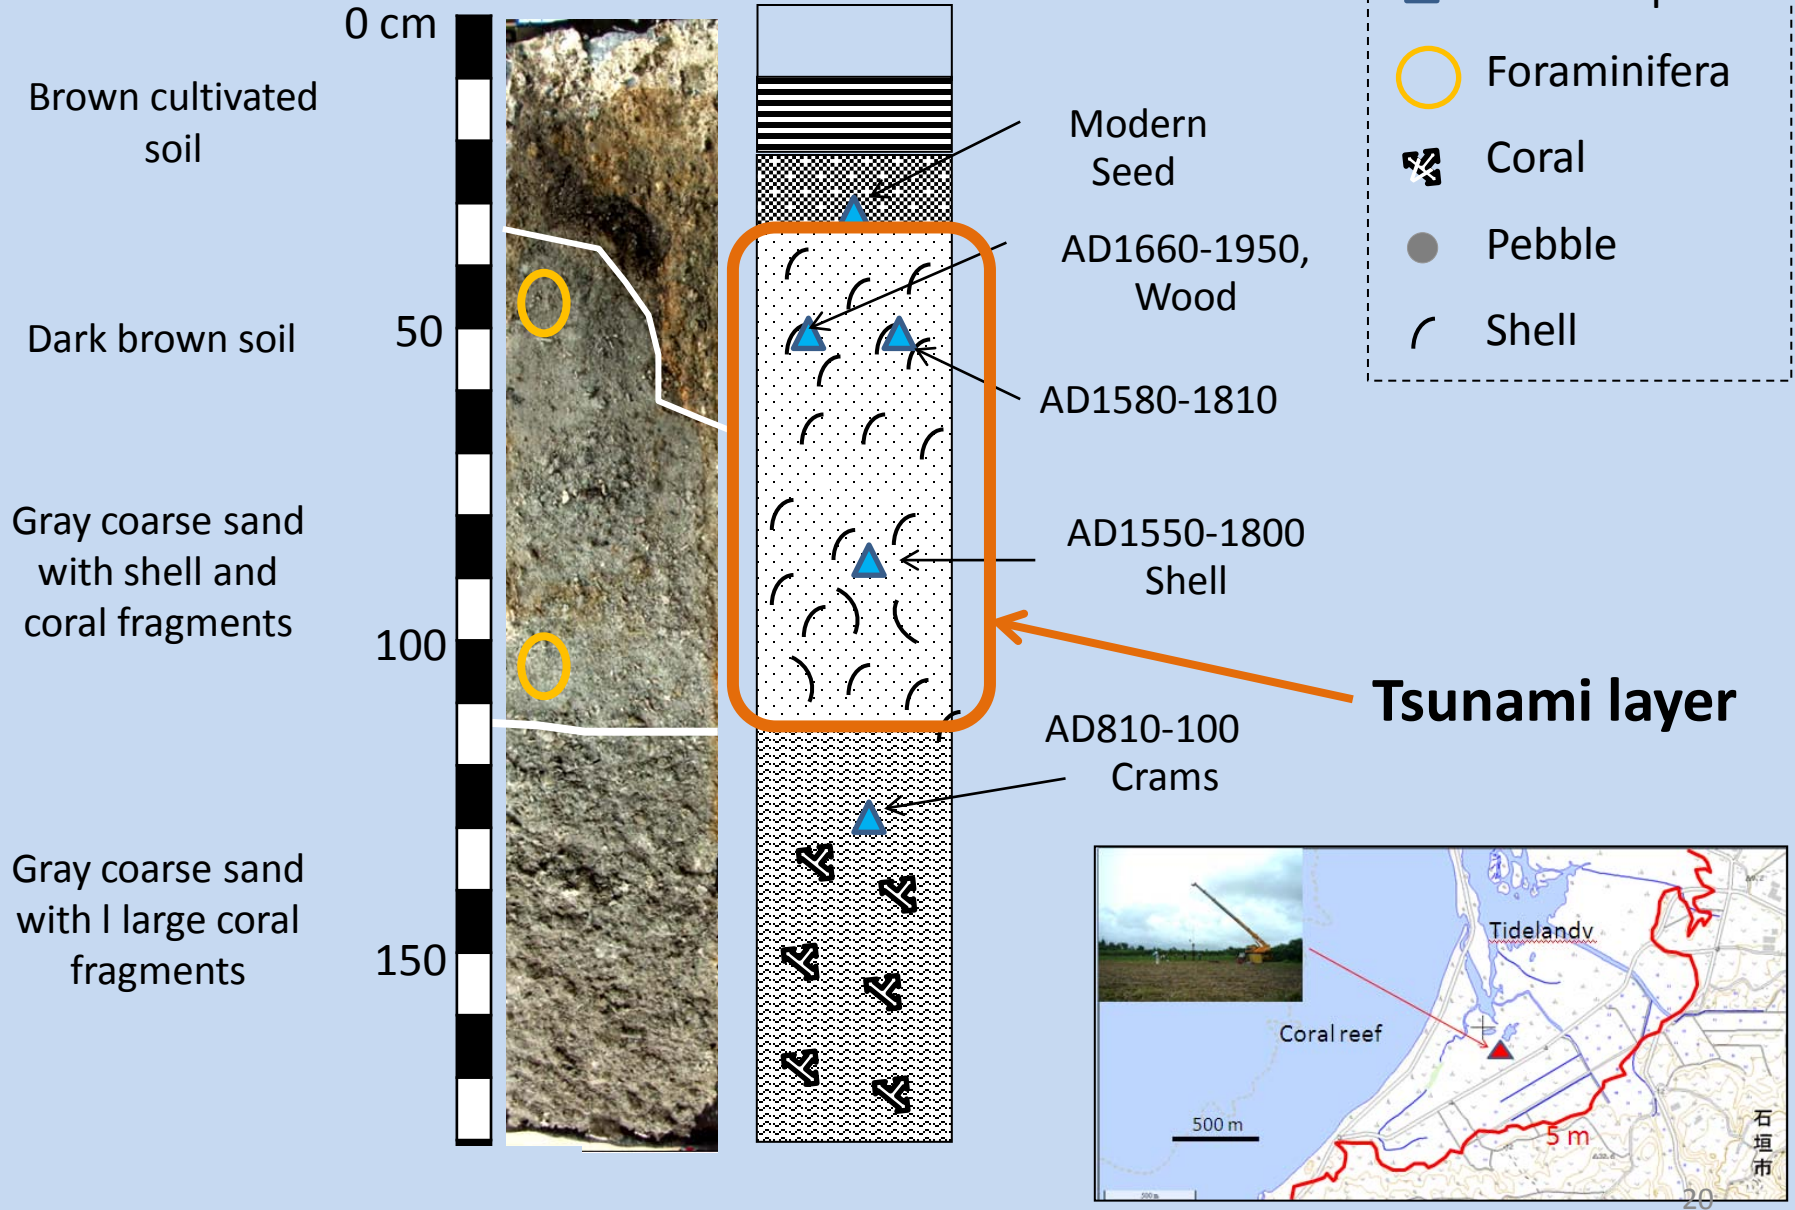 0 cm
Brown cultivated
soil
Dark brown soil
50
Gray coarse sand
with shell and
coral fragments
100
Gray coarse sand
with l large coral
fragments
150
Modern
Seed
AD1660-1950,
Wood
AD1580-1810
AD1550-1800
Shell
AD810-100
Crams
Foraminifera
Coral
Pebble
Shell
Tsunami layer
Tidelandv
Coral reef
500 m
5 m
石垣市
20